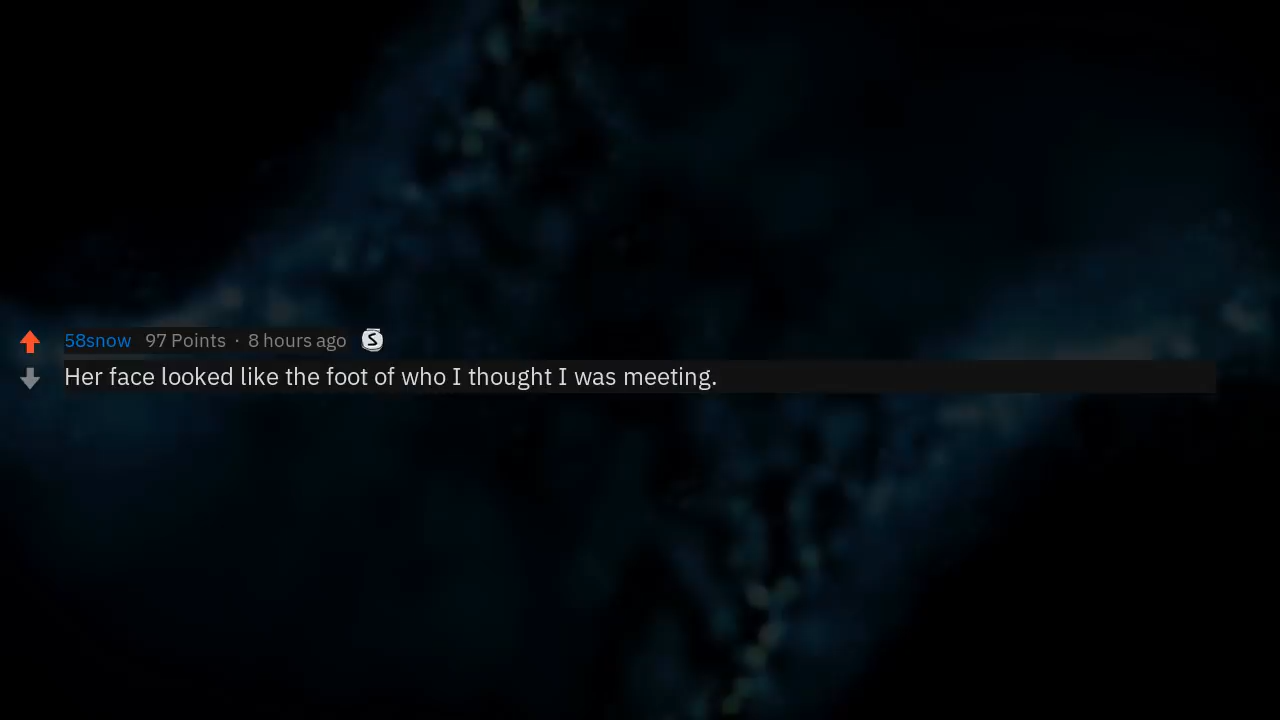 58snow 97 Points · 8 hours ago S
Her face looked like the foot of who I thought I was meeting.